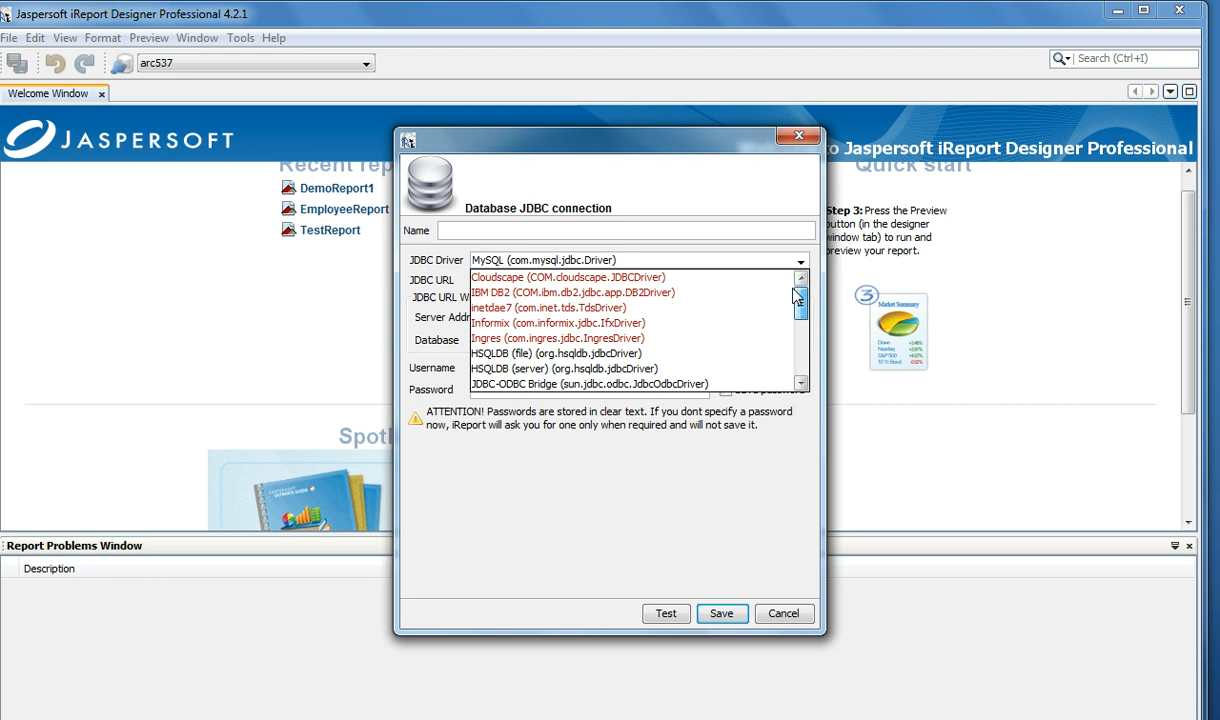 Jaspersoft iReport Designer Professional 4.2.1
File Edit View Format Preview Window Tools Help
arc537
Search (Ctrl+I)
Welcome Window
JASPERSOFT
to Jaspersoft iReport Designer Professional
Recent rep
Quick start
DemoReport1
EmployeeReport
TestReport
Step 3: Press the Preview
button (in the designer
window tab) to run and
preview your report.
3
Market Summary
Spotl
JASPERSOFT
ULTIMATE GUIDE
Database JDBC connection
Name
JDBC Driver MySQL (com.mysql.jdbc.Driver)
JDBC URL
JDBC URL W
Server Addr
Database
Username
Password
Cloudscape (COM.cloudscape.JDBCDriver)
IBM DB2 (COM.ibm.db2.jdbc.app.DB2Driver)
inetdae7 (com.inet.tds.TdsDriver)
Informix (com.informix.jdbc.IfxDriver)
Ingres (com.ingres.jdbc.IngresDriver)
HSQLDB (file) (org.hsqldb.jdbcDriver)
HSQLDB (server) (org.hsqldb.jdbcDriver)
JDBC-ODBC Bridge (sun.jdbc.odbc.JdbcOdbcDriver)
ATTENTION! Passwords are stored in clear text. If you dont specify a password
now, iReport will ask you for one only when required and will not save it.
Test Save Cancel
Report Problems Window
Description